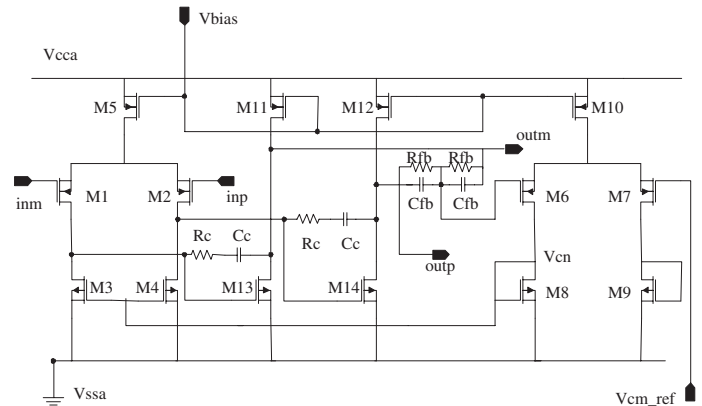 Vbias
Vcca
M5
M11
M12
M10
outm
Rfb
Rfb
inm
M1
M2
inp
Cfb
Cfb
M6
M7
Rc
Cc
Rc
Cc
outp
Vcn
M3
M4
M13
M14
M8
M9
Vssa
Vcm_ref